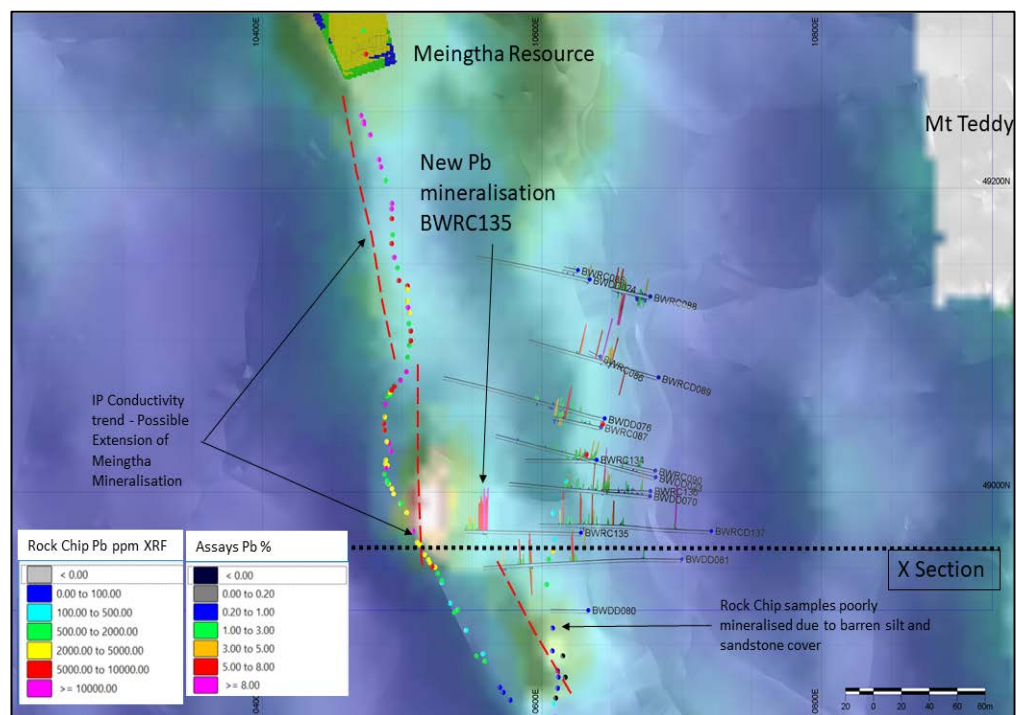 10400E
10600E
10800E
Meingtha Resource
Mt Teddy
New Pb
mineralisation
BWRC135
49200N
BWRC085
BWDD024
BWRC088
BWRC086
BWRCD089
BWDD076
BWRC087
BWRC134
BWRC090
BWRC136
BWDD070
49000N
BWRC135
BWRCD137
BWDD081
BWDD080
IP Conductivity
trend - Possible
Extension of
Meingtha
Mineralisation
X Section
Rock Chip samples poorly
mineralised due to barren silt and
sandstone cover
Rock Chip Pb ppm XRF
< 0.00
0.00 to 100.00
100.00 to 500.00
500.00 to 2000.00
2000.00 to 5000.00
5000.00 to 10000.00
>= 10000.00
Assays Pb %
< 0.00
0.00 to 0.20
0.20 to 1.00
1.00 to 3.00
3.00 to 5.00
5.00 to 8.00
>= 8.00
0600E
0800E
20 0 20 40 60 80m